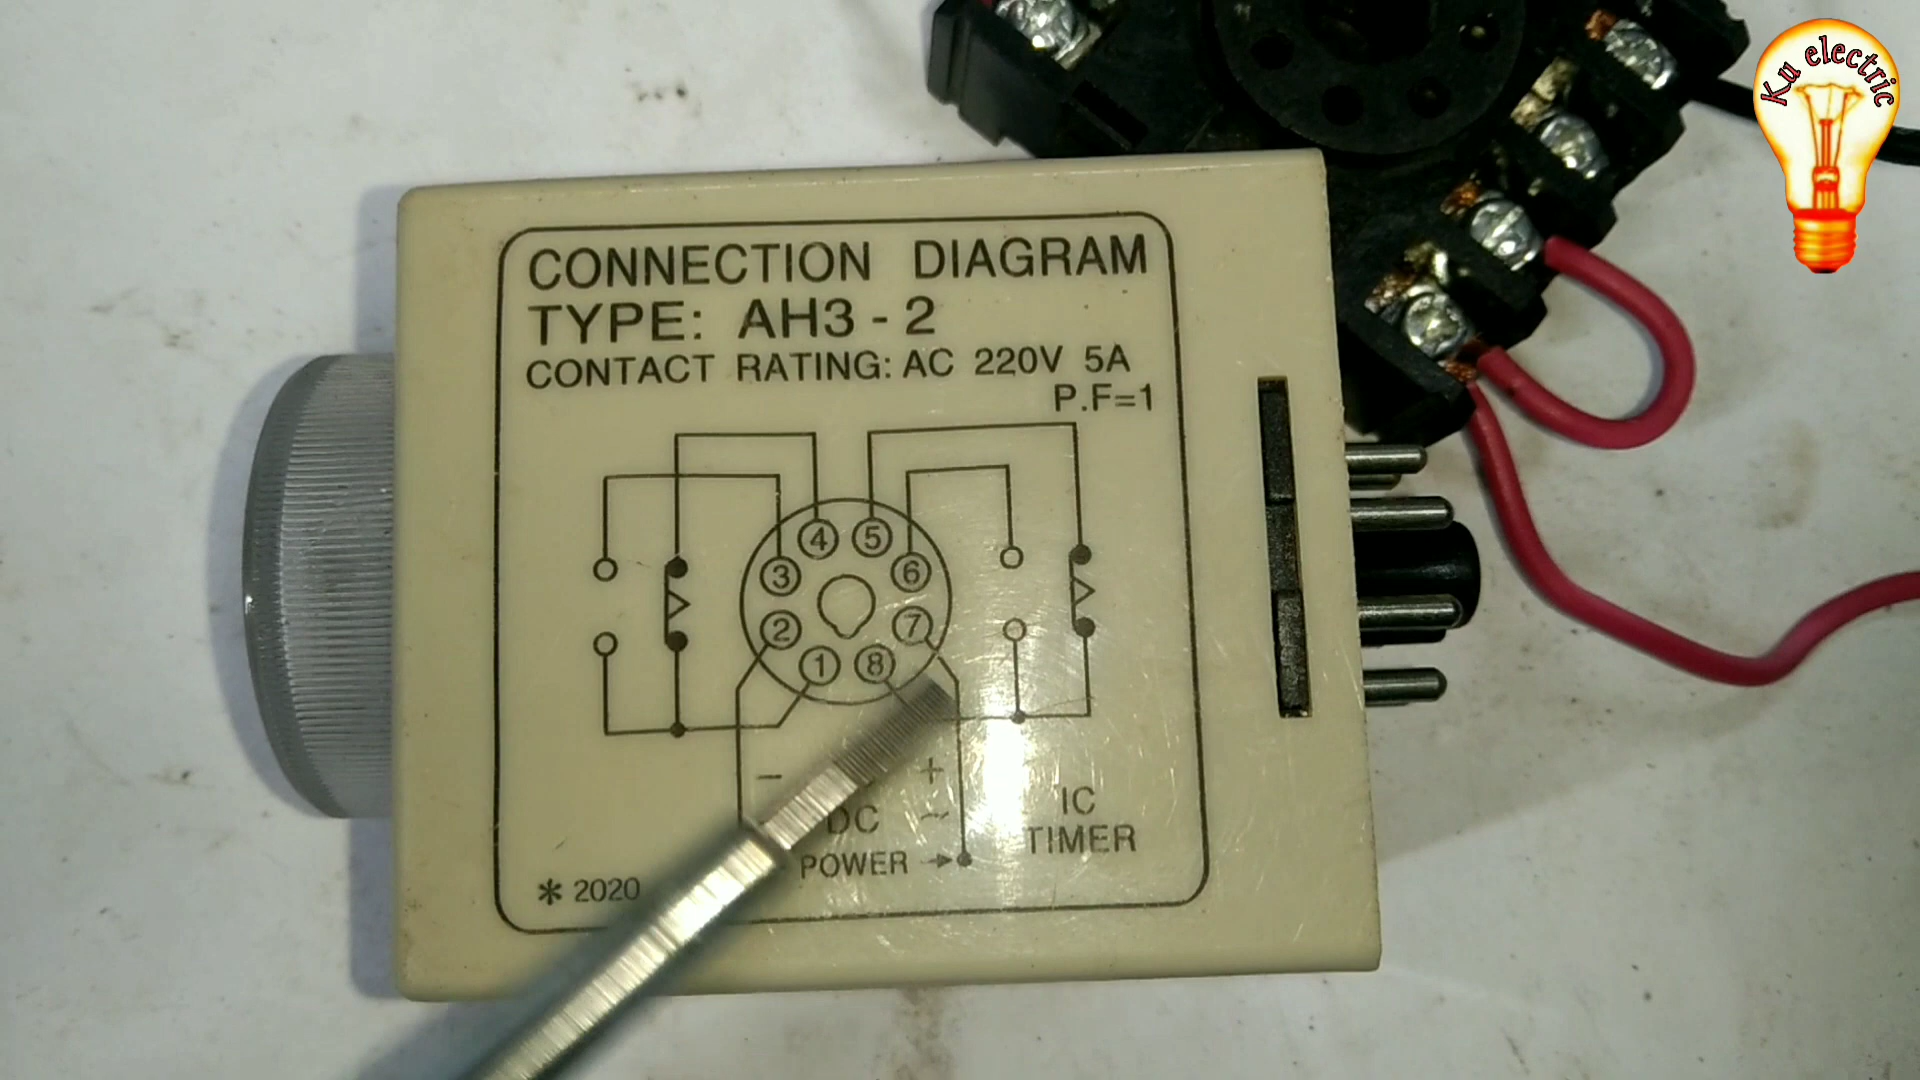 Ku electric
CONNECTION DIAGRAM
TYPE: AH3 - 2
CONTACT RATING: AC 220V 5A
P.F=1
4 5
3 6
2 7
1 8
− +
DC ~
IC
TIMER
POWER →
* 2020